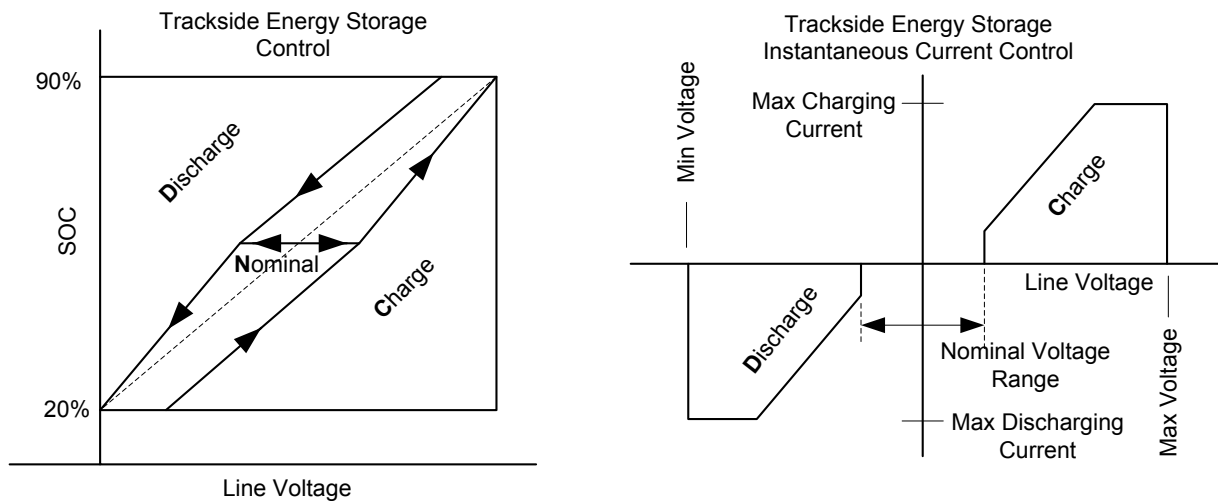 Trackside Energy Storage
Control
90%
Discharge
SOC
Nominal
Charge
20%
Line Voltage
Trackside Energy Storage
Instantaneous Current Control
Min Voltage
Max Charging
Current
Charge
Line Voltage
Discharge
Nominal Voltage
Range
Max Voltage
Max Discharging
Current